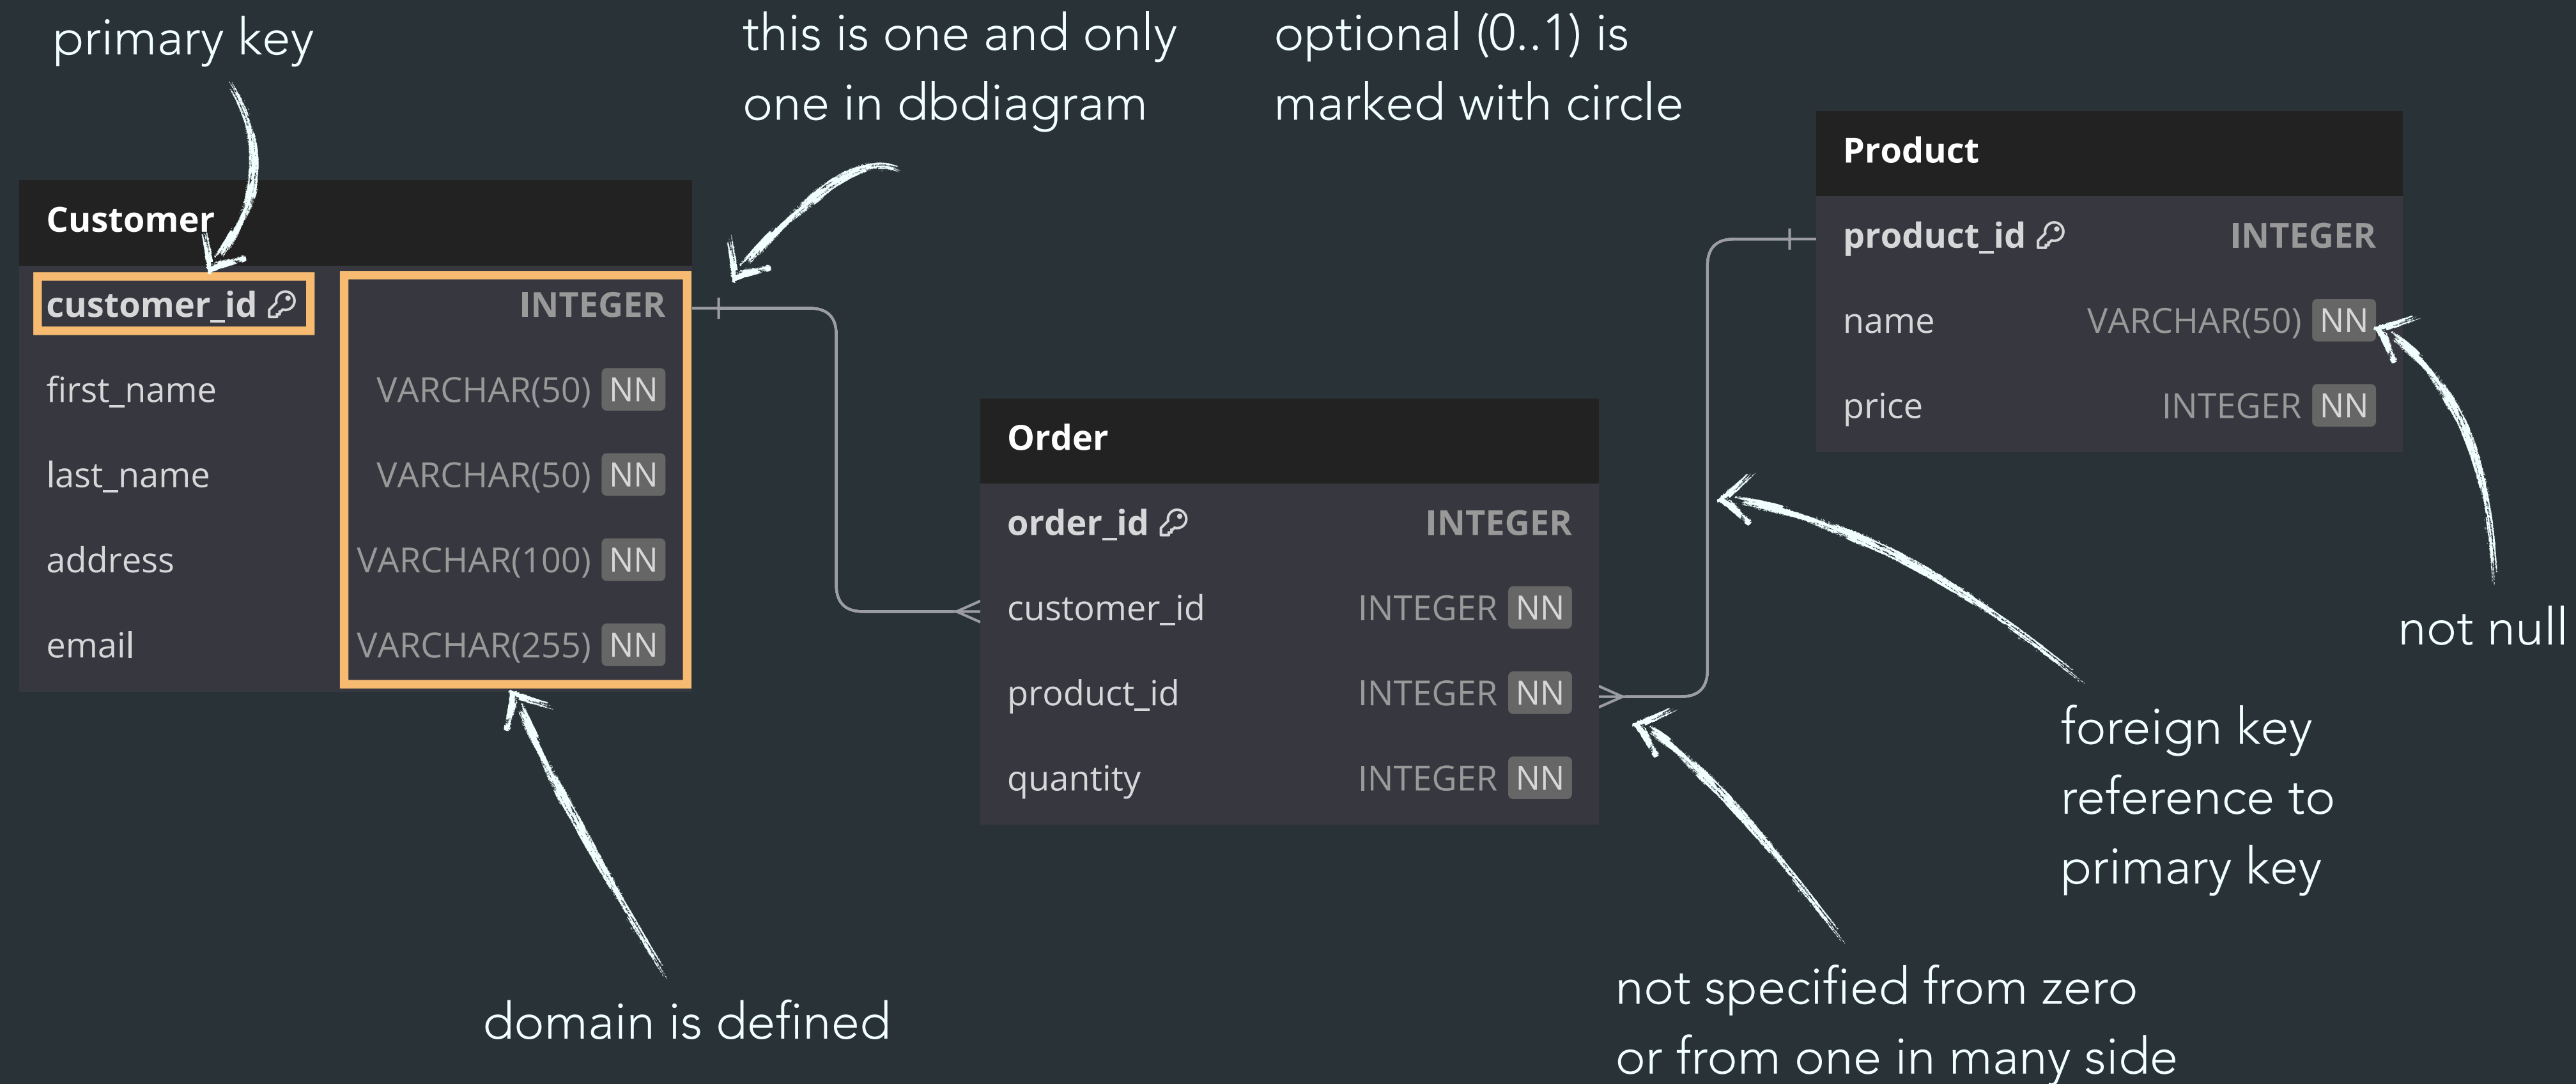 primary key
this is one and only
one in dbdiagram
optional (0..1) is
marked with circle
Customer
customer_id INTEGER
first_name VARCHAR(50) NN
last_name VARCHAR(50) NN
address VARCHAR(100) NN
email VARCHAR(255) NN
domain is defined
Order
order_id INTEGER
customer_id INTEGER NN
product_id INTEGER NN
quantity INTEGER NN
Product
product_id INTEGER
name VARCHAR(50) NN
price INTEGER NN
not null
foreign key
reference to
primary key
not specified from zero
or from one in many side